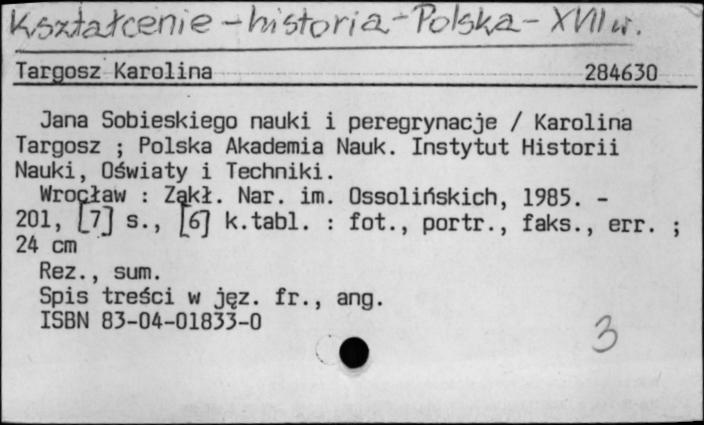 Kształcenie - historia - Polska - XVII w.
Targosz Karolina 284630
Jana Sobieskiego nauki i peregrynacje / Karolina
Targosz ; Polska Akademia Nauk. Instytut Historii
Nauki, Oświaty i Techniki.
Wrocław : Zakł. Nar. im. Ossolińskich, 1985. -
201, [7] s., [6] k.tabl. : fot., portr., faks., err. ;
24 cm
Rez., sum.
Spis treści w jęz. fr., ang.
ISBN 83-04-01833-0
3